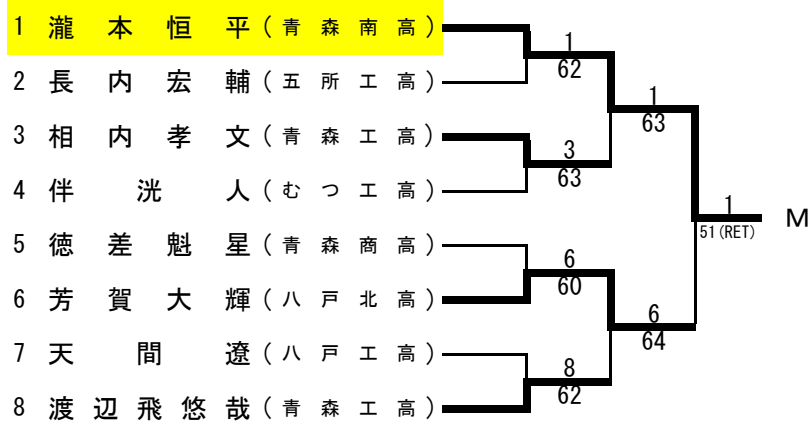 1 瀧本恒平(青森南高)
2 長内宏輔(五所工高)
3 相内孝文(青森工高)
4 伴洸人(むつ工高)
5 徳差魁星(青森商高)
6 芳賀大輝(八戸北高)
7 天間遼(八戸工高)
8 渡辺飛悠哉(青森工高)
1
62
3
63
6
60
8
62
1
63
6
64
1
51(RET)
M